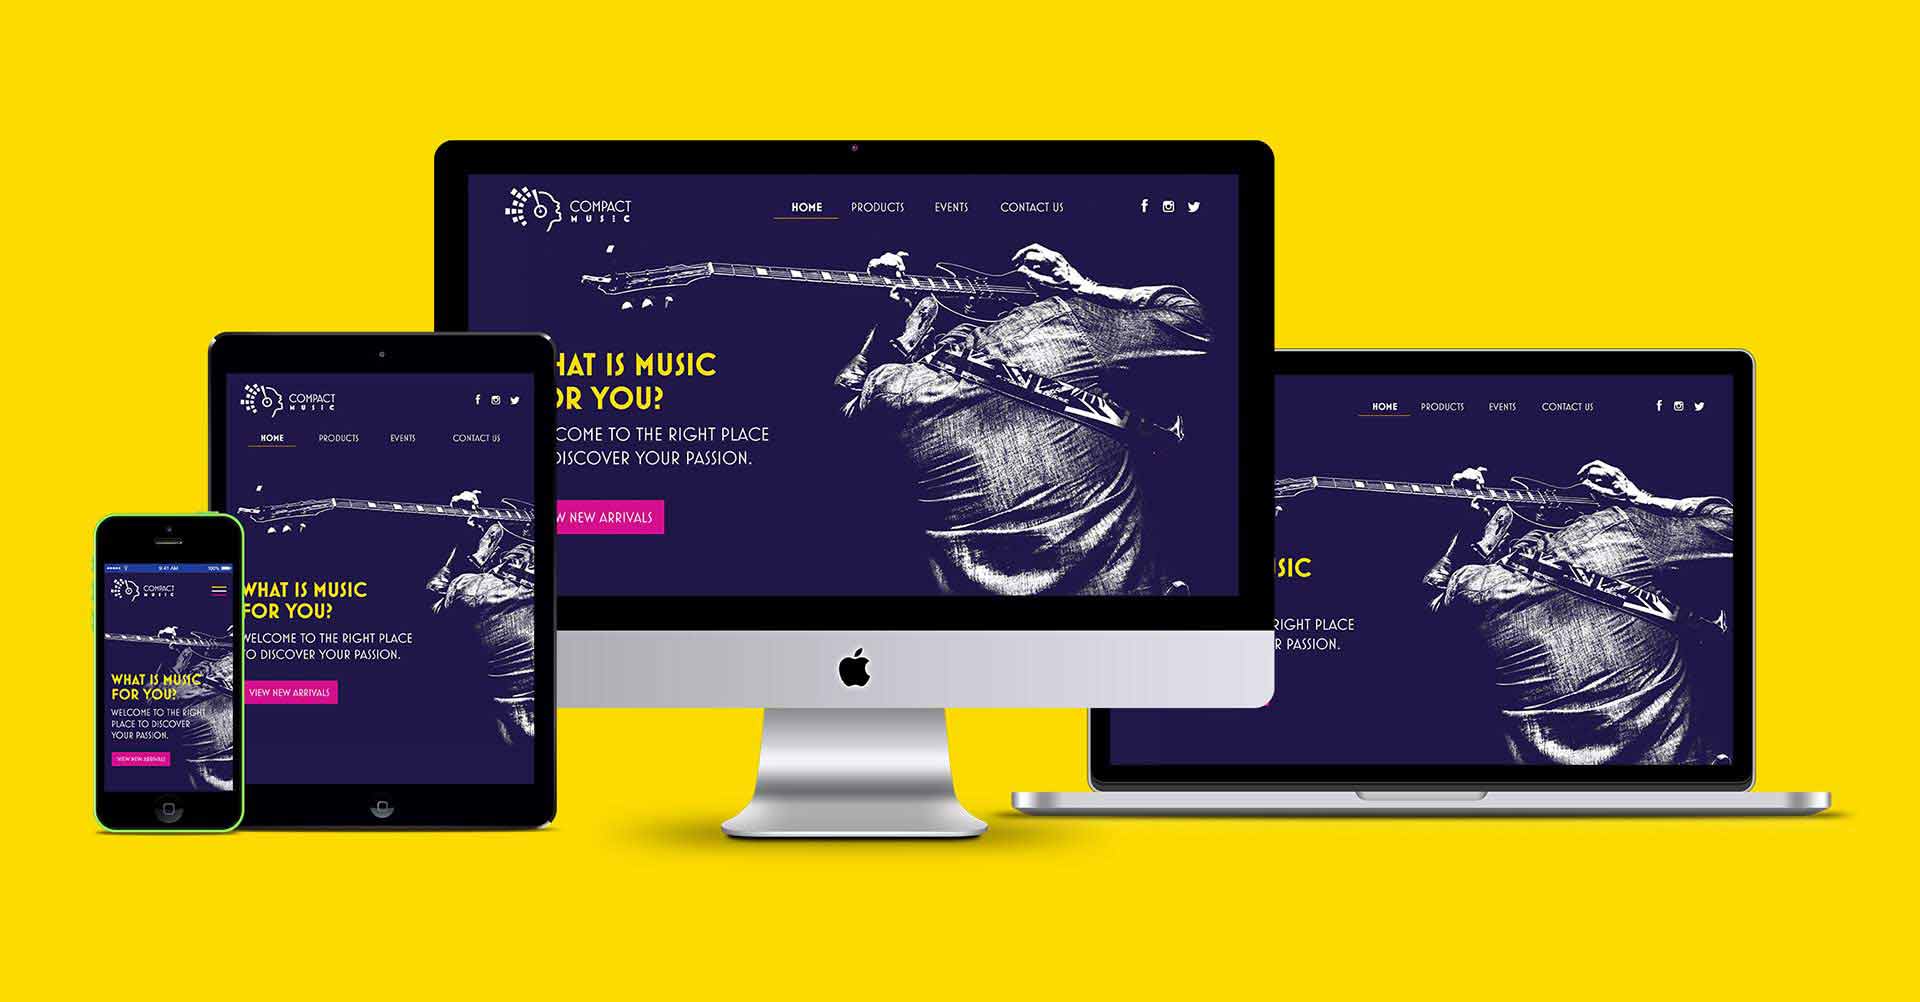 COMPACT
MUSIC
HOME PRODUCTS EVENTS CONTACT US
HAT IS MUSIC
OR YOU?
COME TO THE RIGHT PLACE
DISCOVER YOUR PASSION.
W NEW ARRIVALS
COMPACT
MUSIC
HOME PRODUCTS EVENTS CONTACT US
WHAT IS MUSIC
FOR YOU?
WELCOME TO THE RIGHT PLACE
TO DISCOVER YOUR PASSION.
VIEW NEW ARRIVALS
9:41 AM 100%
COMPACT
MUSIC
WHAT IS MUSIC
FOR YOU?
WELCOME TO THE RIGHT
PLACE TO DISCOVER
YOUR PASSION.
VIEW NEW ARRIVALS
HOME PRODUCTS EVENTS CONTACT US
SIC
RIGHT PLACE
R PASSION.